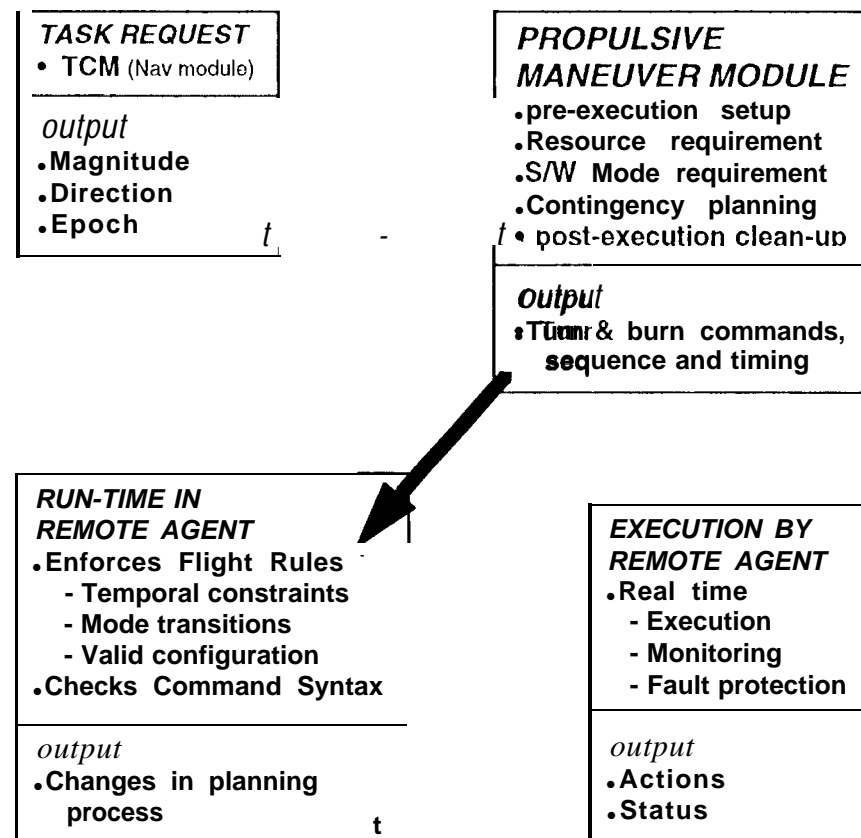 TASK REQUEST
• TCM (Nav module)
output
•Magnitude
•Direction
•Epoch
t
-
t
PROPULSIVE
MANEUVER MODULE
•pre-execution setup
•Resource requirement
•S/W Mode requirement
•Contingency planning
• post-execution clean-up
output
•Turn & burn commands,
sequence and timing
RUN-TIME IN
REMOTE AGENT
•Enforces Flight Rules
- Temporal constraints
- Mode transitions
- Valid configuration
•Checks Command Syntax
output
•Changes in planning
process
t
EXECUTION BY
REMOTE AGENT
•Real time
- Execution
- Monitoring
- Fault protection
output
•Actions
•Status